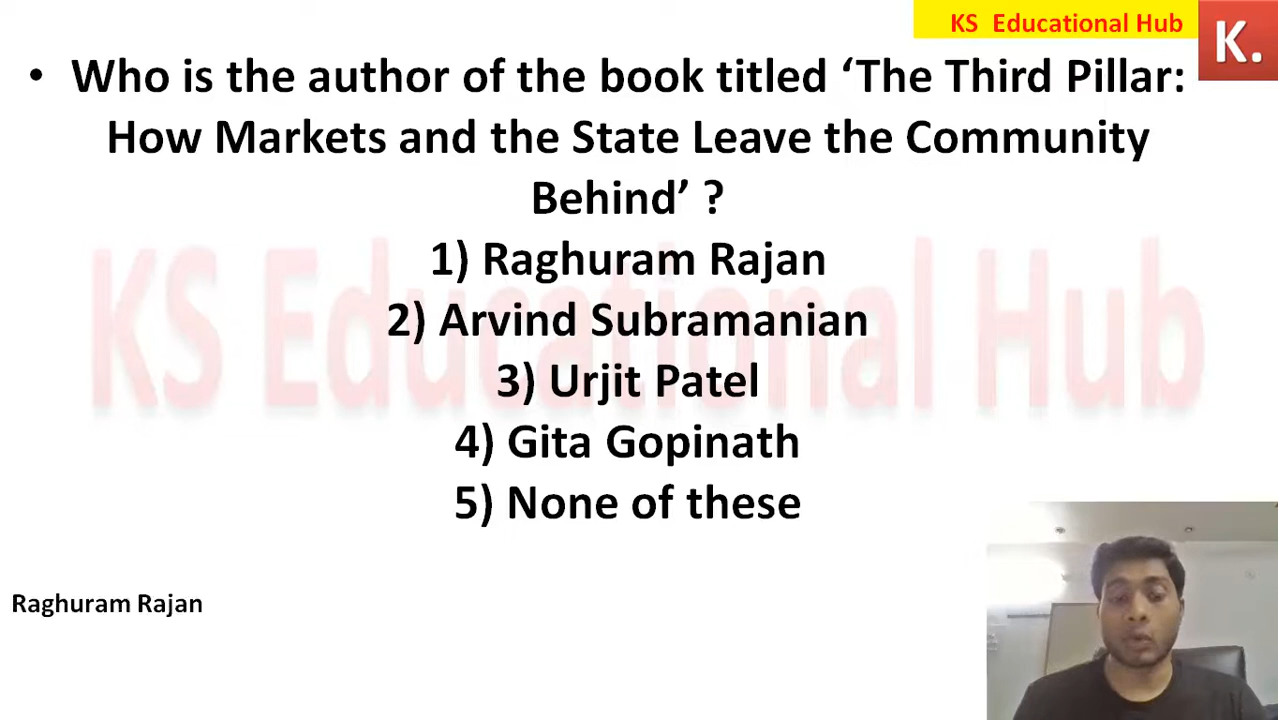 KS Educational Hub
K.
• Who is the author of the book titled ‘The Third Pillar:
How Markets and the State Leave the Community
Behind’ ?
1) Raghuram Rajan
2) Arvind Subramanian
3) Urjit Patel
4) Gita Gopinath
5) None of these
KS Educational Hub
Raghuram Rajan